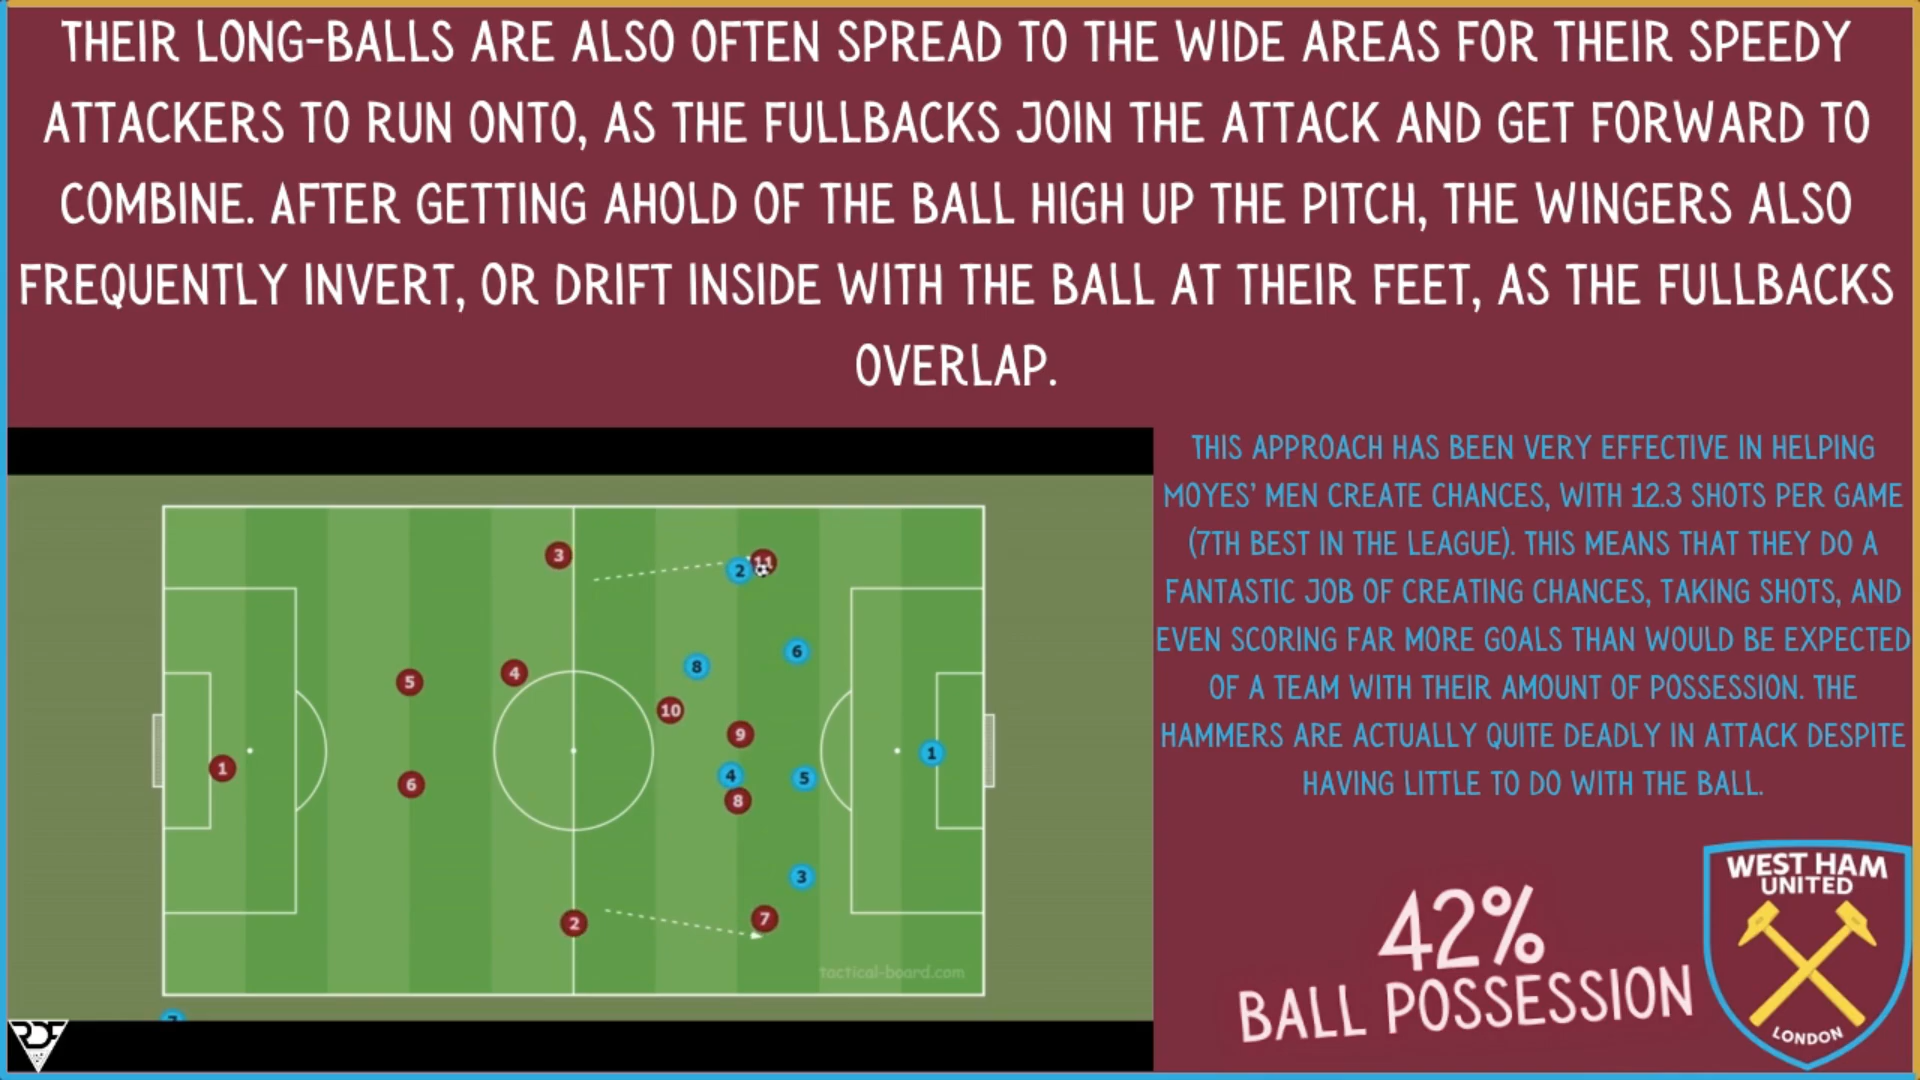 THEIR LONG-BALLS ARE ALSO OFTEN SPREAD TO THE WIDE AREAS FOR THEIR SPEEDY
ATTACKERS TO RUN ONTO, AS THE FULLBACKS JOIN THE ATTACK AND GET FORWARD TO
COMBINE. AFTER GETTING AHOLD OF THE BALL HIGH UP THE PITCH, THE WINGERS ALSO
FREQUENTLY INVERT, OR DRIFT INSIDE WITH THE BALL AT THEIR FEET, AS THE FULLBACKS
OVERLAP.
THIS APPROACH HAS BEEN VERY EFFECTIVE IN HELPING
MOYES' MEN CREATE CHANCES, WITH 12.3 SHOTS PER GAME
(7TH BEST IN THE LEAGUE). THIS MEANS THAT THEY DO A
FANTASTIC JOB OF CREATING CHANCES, TAKING SHOTS, AND
EVEN SCORING FAR MORE GOALS THAN WOULD BE EXPECTED
OF A TEAM WITH THEIR AMOUNT OF POSSESSION. THE
HAMMERS ARE ACTUALLY QUITE DEADLY IN ATTACK DESPITE
HAVING LITTLE TO DO WITH THE BALL.
3
2
11
5
4
8
6
10
9
1
6
4
5
1
8
3
2
7
tactical-board.com
RDF
42%
BALL POSSESSION
WEST HAM
UNITED
LONDON